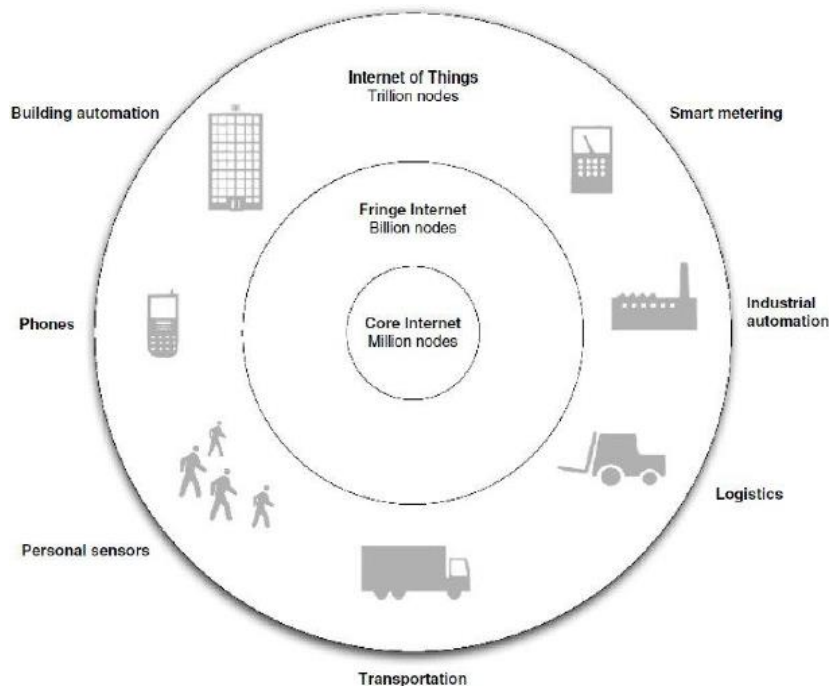 Internet of Things
Trillion nodes
Building automation
Smart metering
Fringe Internet
Billion nodes
Phones
Core Internet
Million nodes
Industrial
automation
Logistics
Personal sensors
Transportation